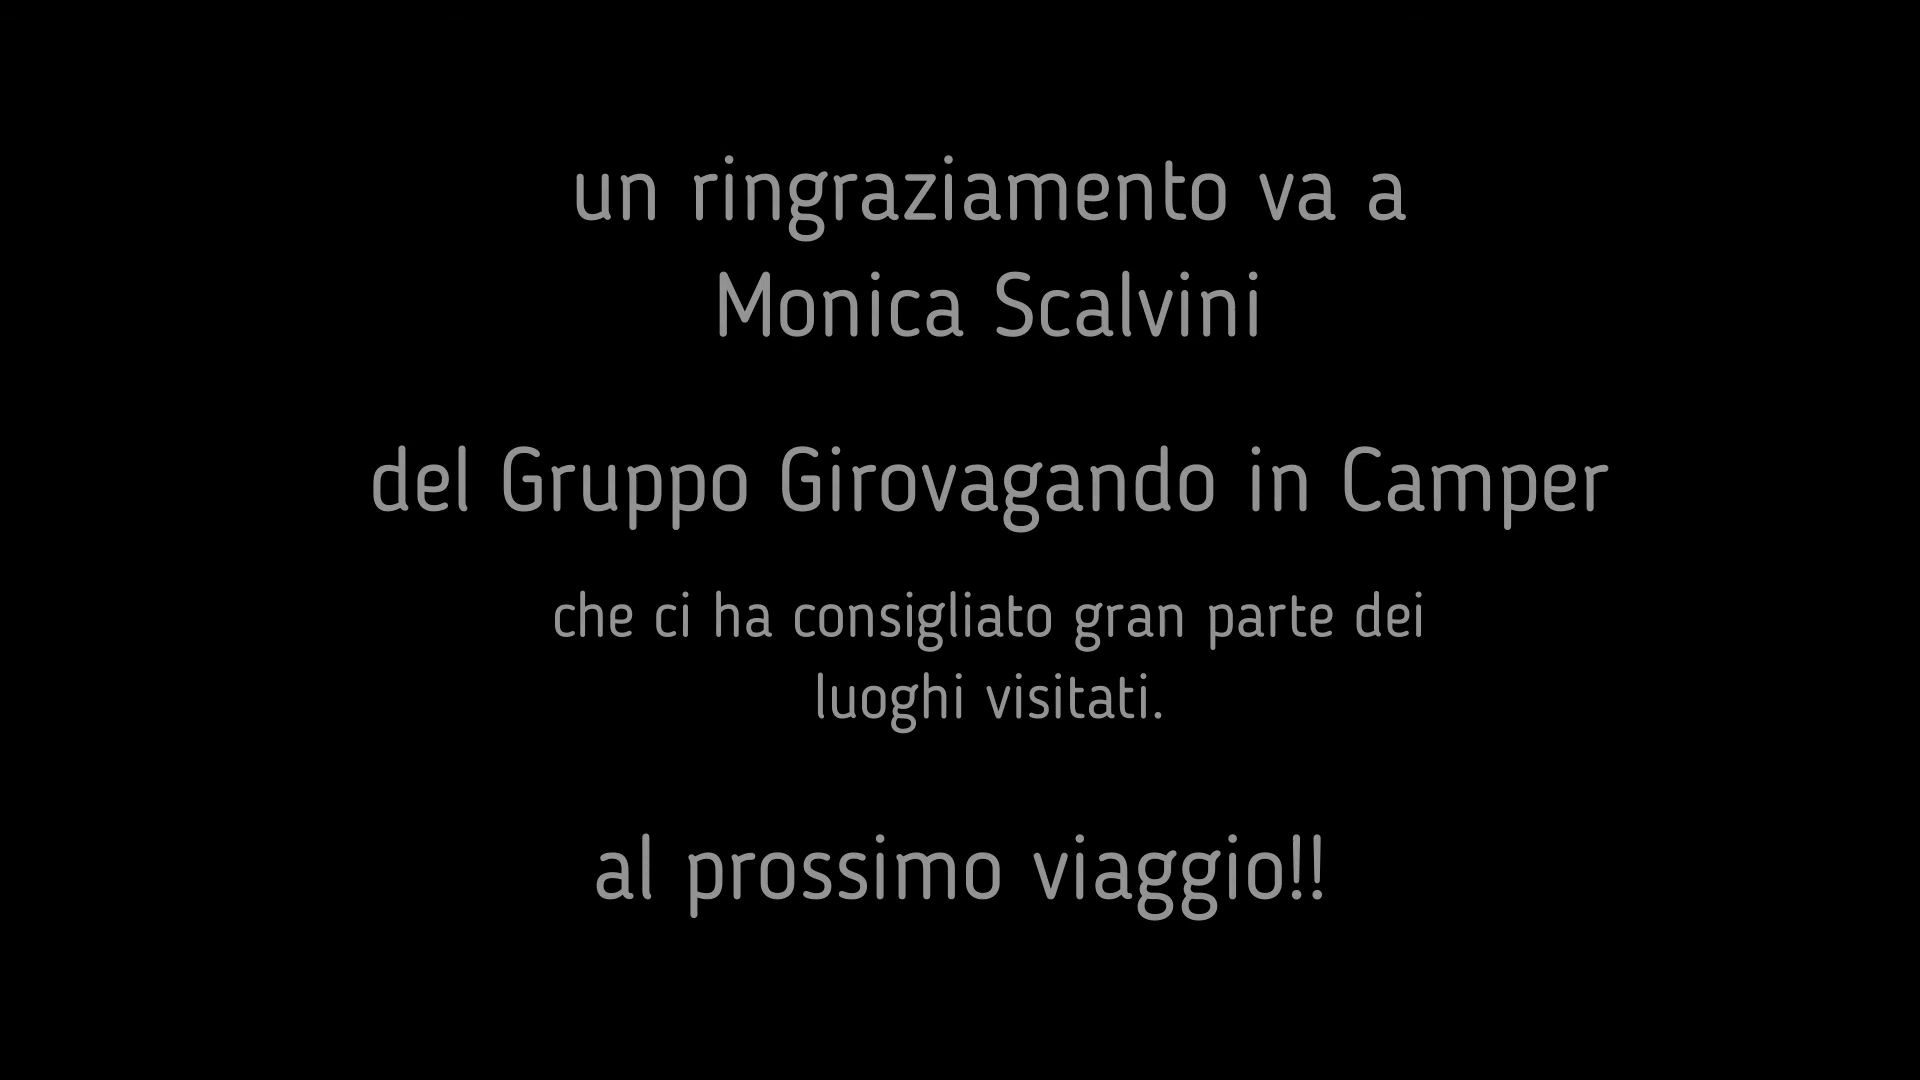 un ringraziamento va a
Monica Scalvini
del Gruppo Girovagando in Camper
che ci ha consigliato gran parte dei
luoghi visitati.
al prossimo viaggio!!